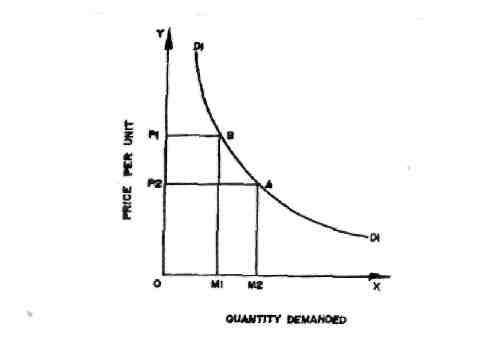 Y
D1
PRICE PER UNIT
P1
B
P2
A
D1
O
M1
M2
X
QUANTITY DEMANDED